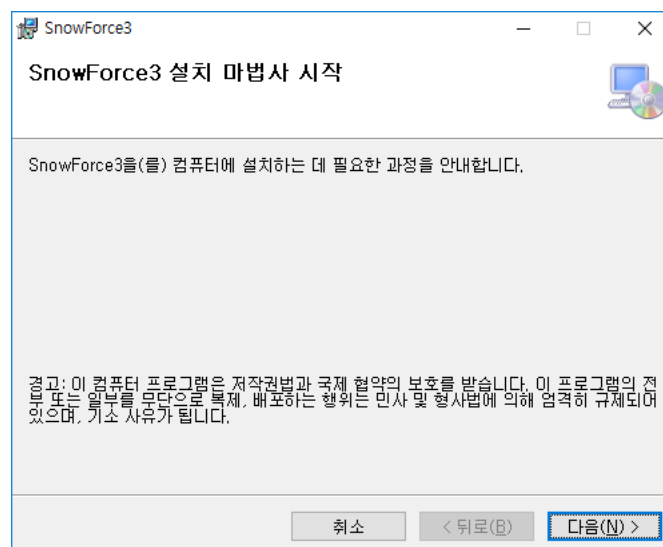 SnowForce3
SnowForce3 설치 마법사 시작
SnowForce3을(를) 컴퓨터에 설치하는 데 필요한 과정을 안내합니다.
경고: 이 컴퓨터 프로그램은 저작권법과 국제 협약의 보호를 받습니다. 이 프로그램의 전
부 또는 일부를 무단으로 복제, 배포하는 행위는 민사 및 형사법에 의해 엄격히 규제되어
있으며, 기소 사유가 됩니다.
취소 < 뒤로(B) 다음(N) >